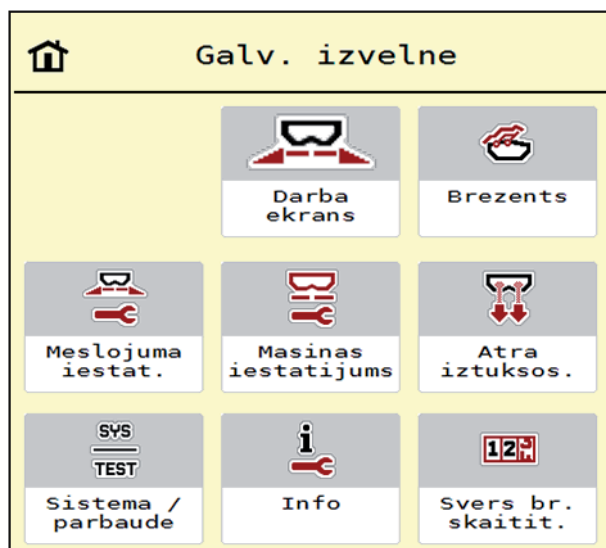 Galv. izvelne
Darba
ekrans
Brezents
Meslojuma
iestat.
Masinas
iestatijums
Atra
iztuksos.
SYS
TEST
Sistema /
parbaude
i
Info
12
Svers br.
skaitit.